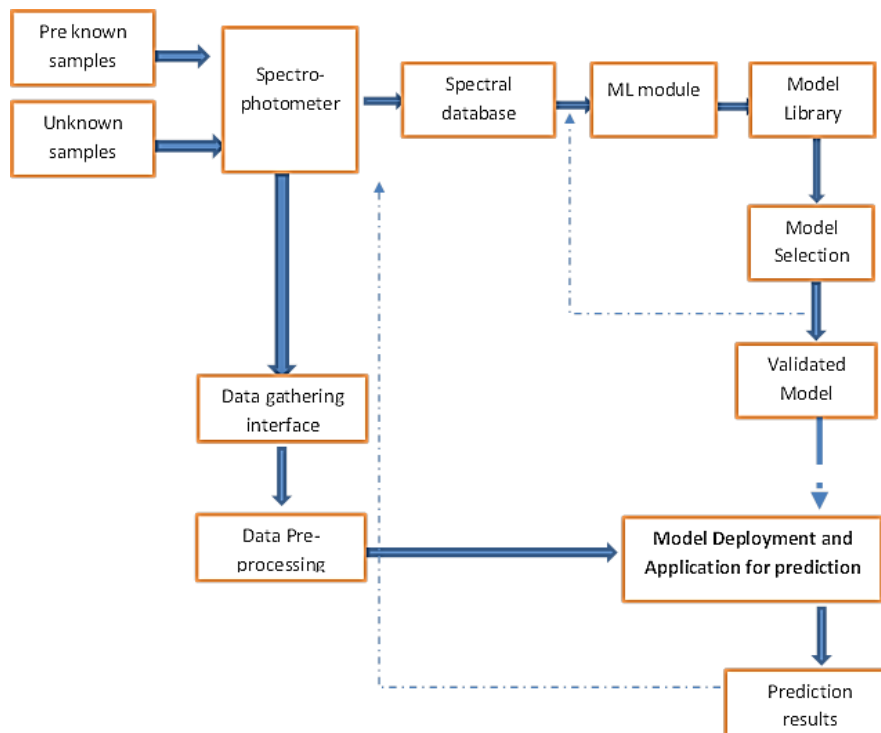 Pre known
samples
Unknown
samples
Spectro-
photometer
Spectral
database
ML module
Model
Library
Model
Selection
Validated
Model
Data gathering
interface
Data Pre-
processing
Model Deployment and
Application for prediction
Prediction
results